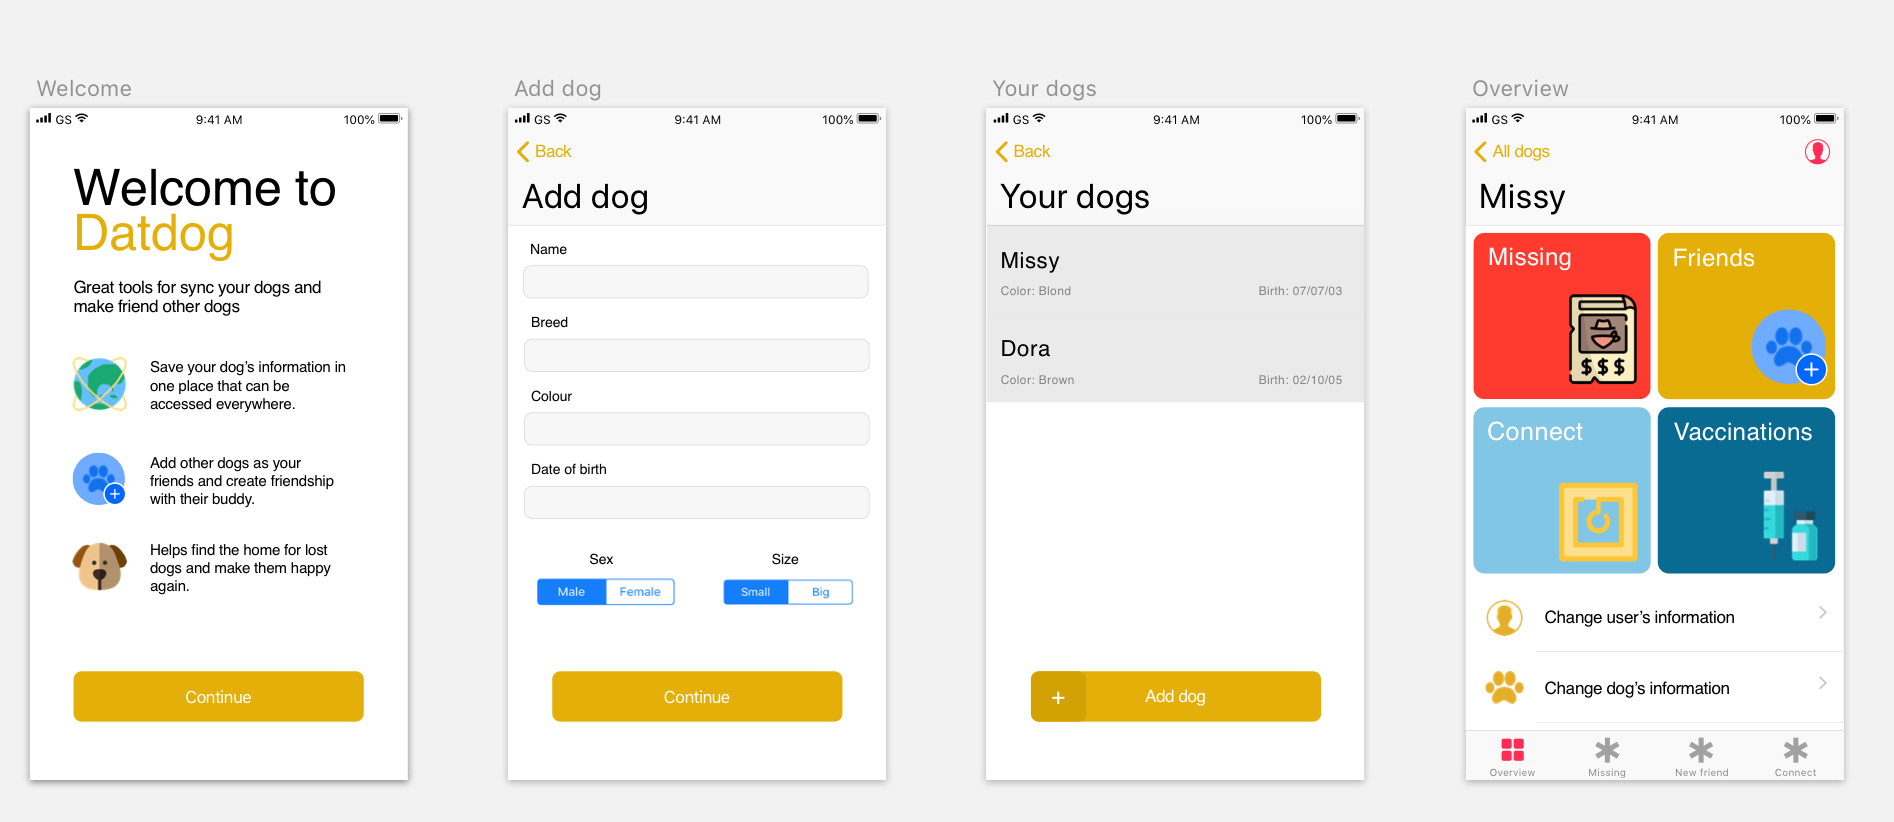 Welcome
GS 9:41 AM 100%
Welcome to
Datdog
Great tools for sync your dogs and
make friend other dogs
Save your dog's information in
one place that can be
accessed everywhere.
Add other dogs as your
friends and create friendship
with their buddy.
Helps find the home for lost
dogs and make them happy
again.
Continue
Add dog
GS 9:41 AM 100%
Back
Add dog
Name
Breed
Colour
Date of birth
Sex Size
Male Female Small Big
Continue
Your dogs
GS 9:41 AM 100%
Back
Your dogs
Missy
Color: Blond Birth: 07/07/03
Dora
Color: Brown Birth: 02/10/05
+ Add dog
Overview
GS 9:41 AM 100%
All dogs
Missy
Missing Friends
$$$
Connect Vaccinations
Change user's information
Change dog's information
Overview Missing New friend Connect